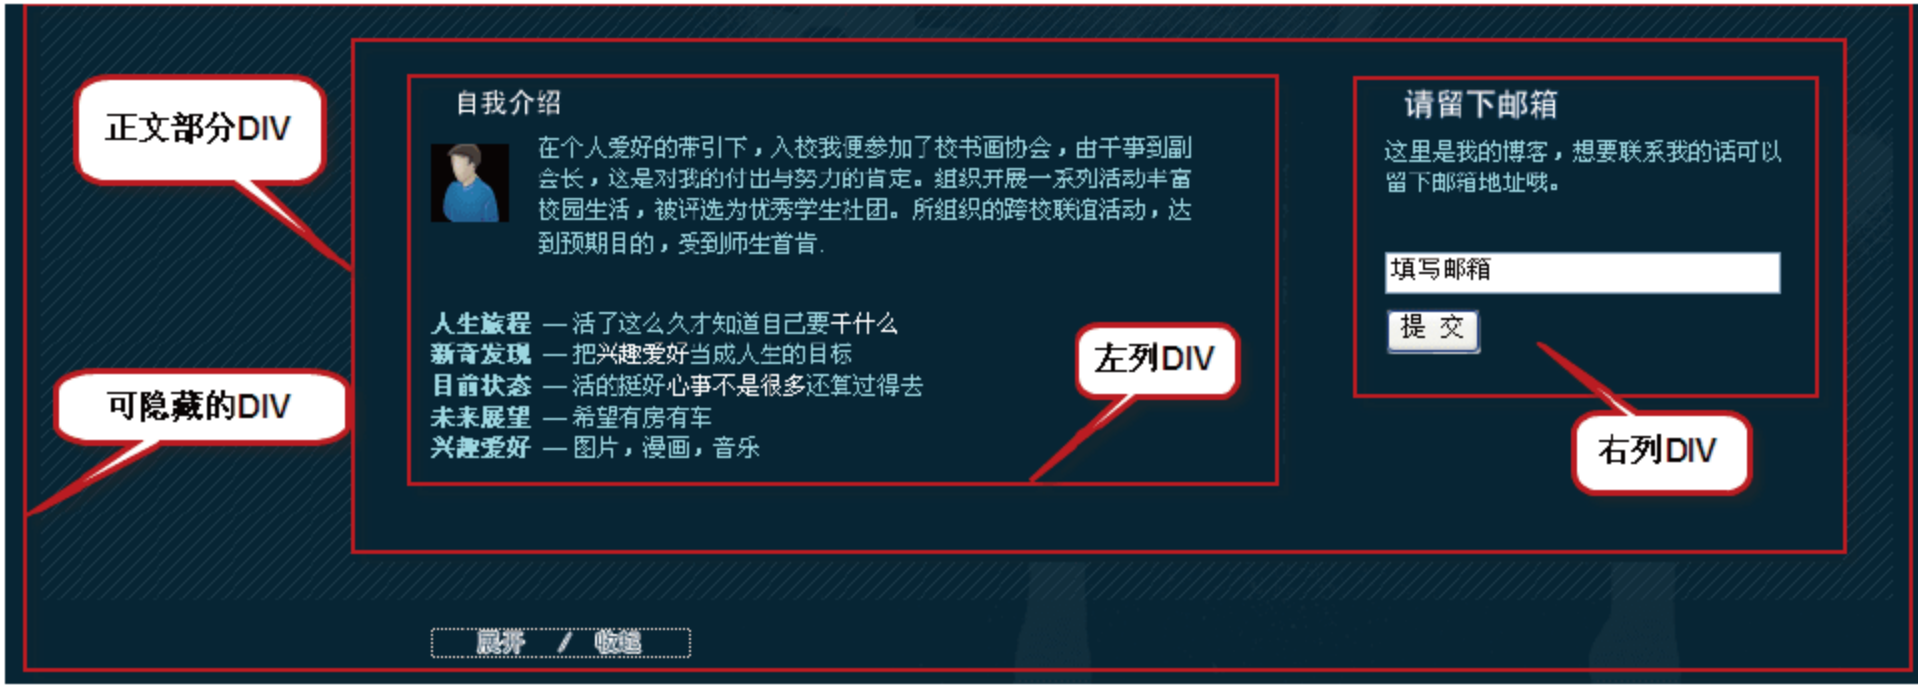 正文部分DIV
可隐藏的DIV
自我介绍
在个人爱好的带引下，入校我便参加了校书画协会，由干事到副
会长，这是对我的付出与努力的肯定。组织开展一系列活动丰富
校园生活，被评选为优秀学生社团。所组织的跨校联谊活动，达
到预期目的，受到师生首肯.
人生旅程 — 活了这么久才知道自己要干什么
新奇发现 — 把兴趣爱好当成人生的目标
目前状态 — 活的挺好心事不是很多还算过得去
未来展望 — 希望有房有车
兴趣爱好 — 图片，漫画，音乐
左列DIV
请留下邮箱
这里是我的博客，想要联系我的话可以
留下邮箱地址哦。
填写邮箱
提 交
右列DIV
展开 / 收起